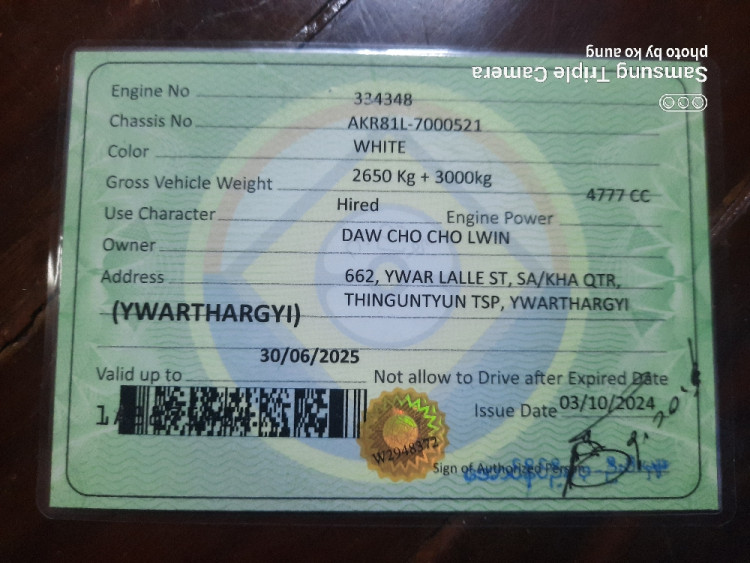 Engine No 334348
Chassis No AKR81L-7000521
Color WHITE
Gross Vehicle Weight 2650 Kg + 3000kg
Use Character Hired Engine Power 4777 CC
Owner DAW CHO CHO LWIN
Address 662, YWAR LALLE ST, SA/KHA QTR,
(YWARTHARGYI) THINGUNTYUN TSP, YWARTHARGYI
Valid up to 30/06/2025 Not allow to Drive after Expired Date
Issue Date 03/10/2024
W2948372
Sign of Authorized Person
Samsung Triple Camera
photo by ko aung